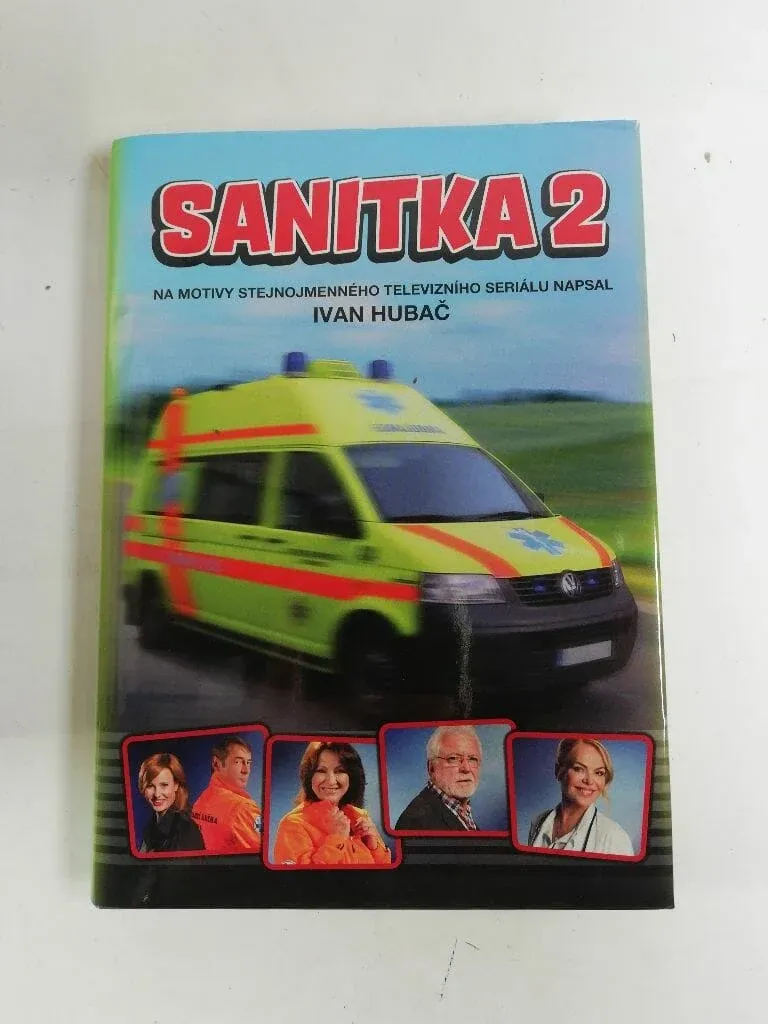 SANITKA 2
NA MOTIVY STEJNOJMENNÉHO TELEVIZNÍHO SERIÁLU NAPSAL
IVAN HUBAČ